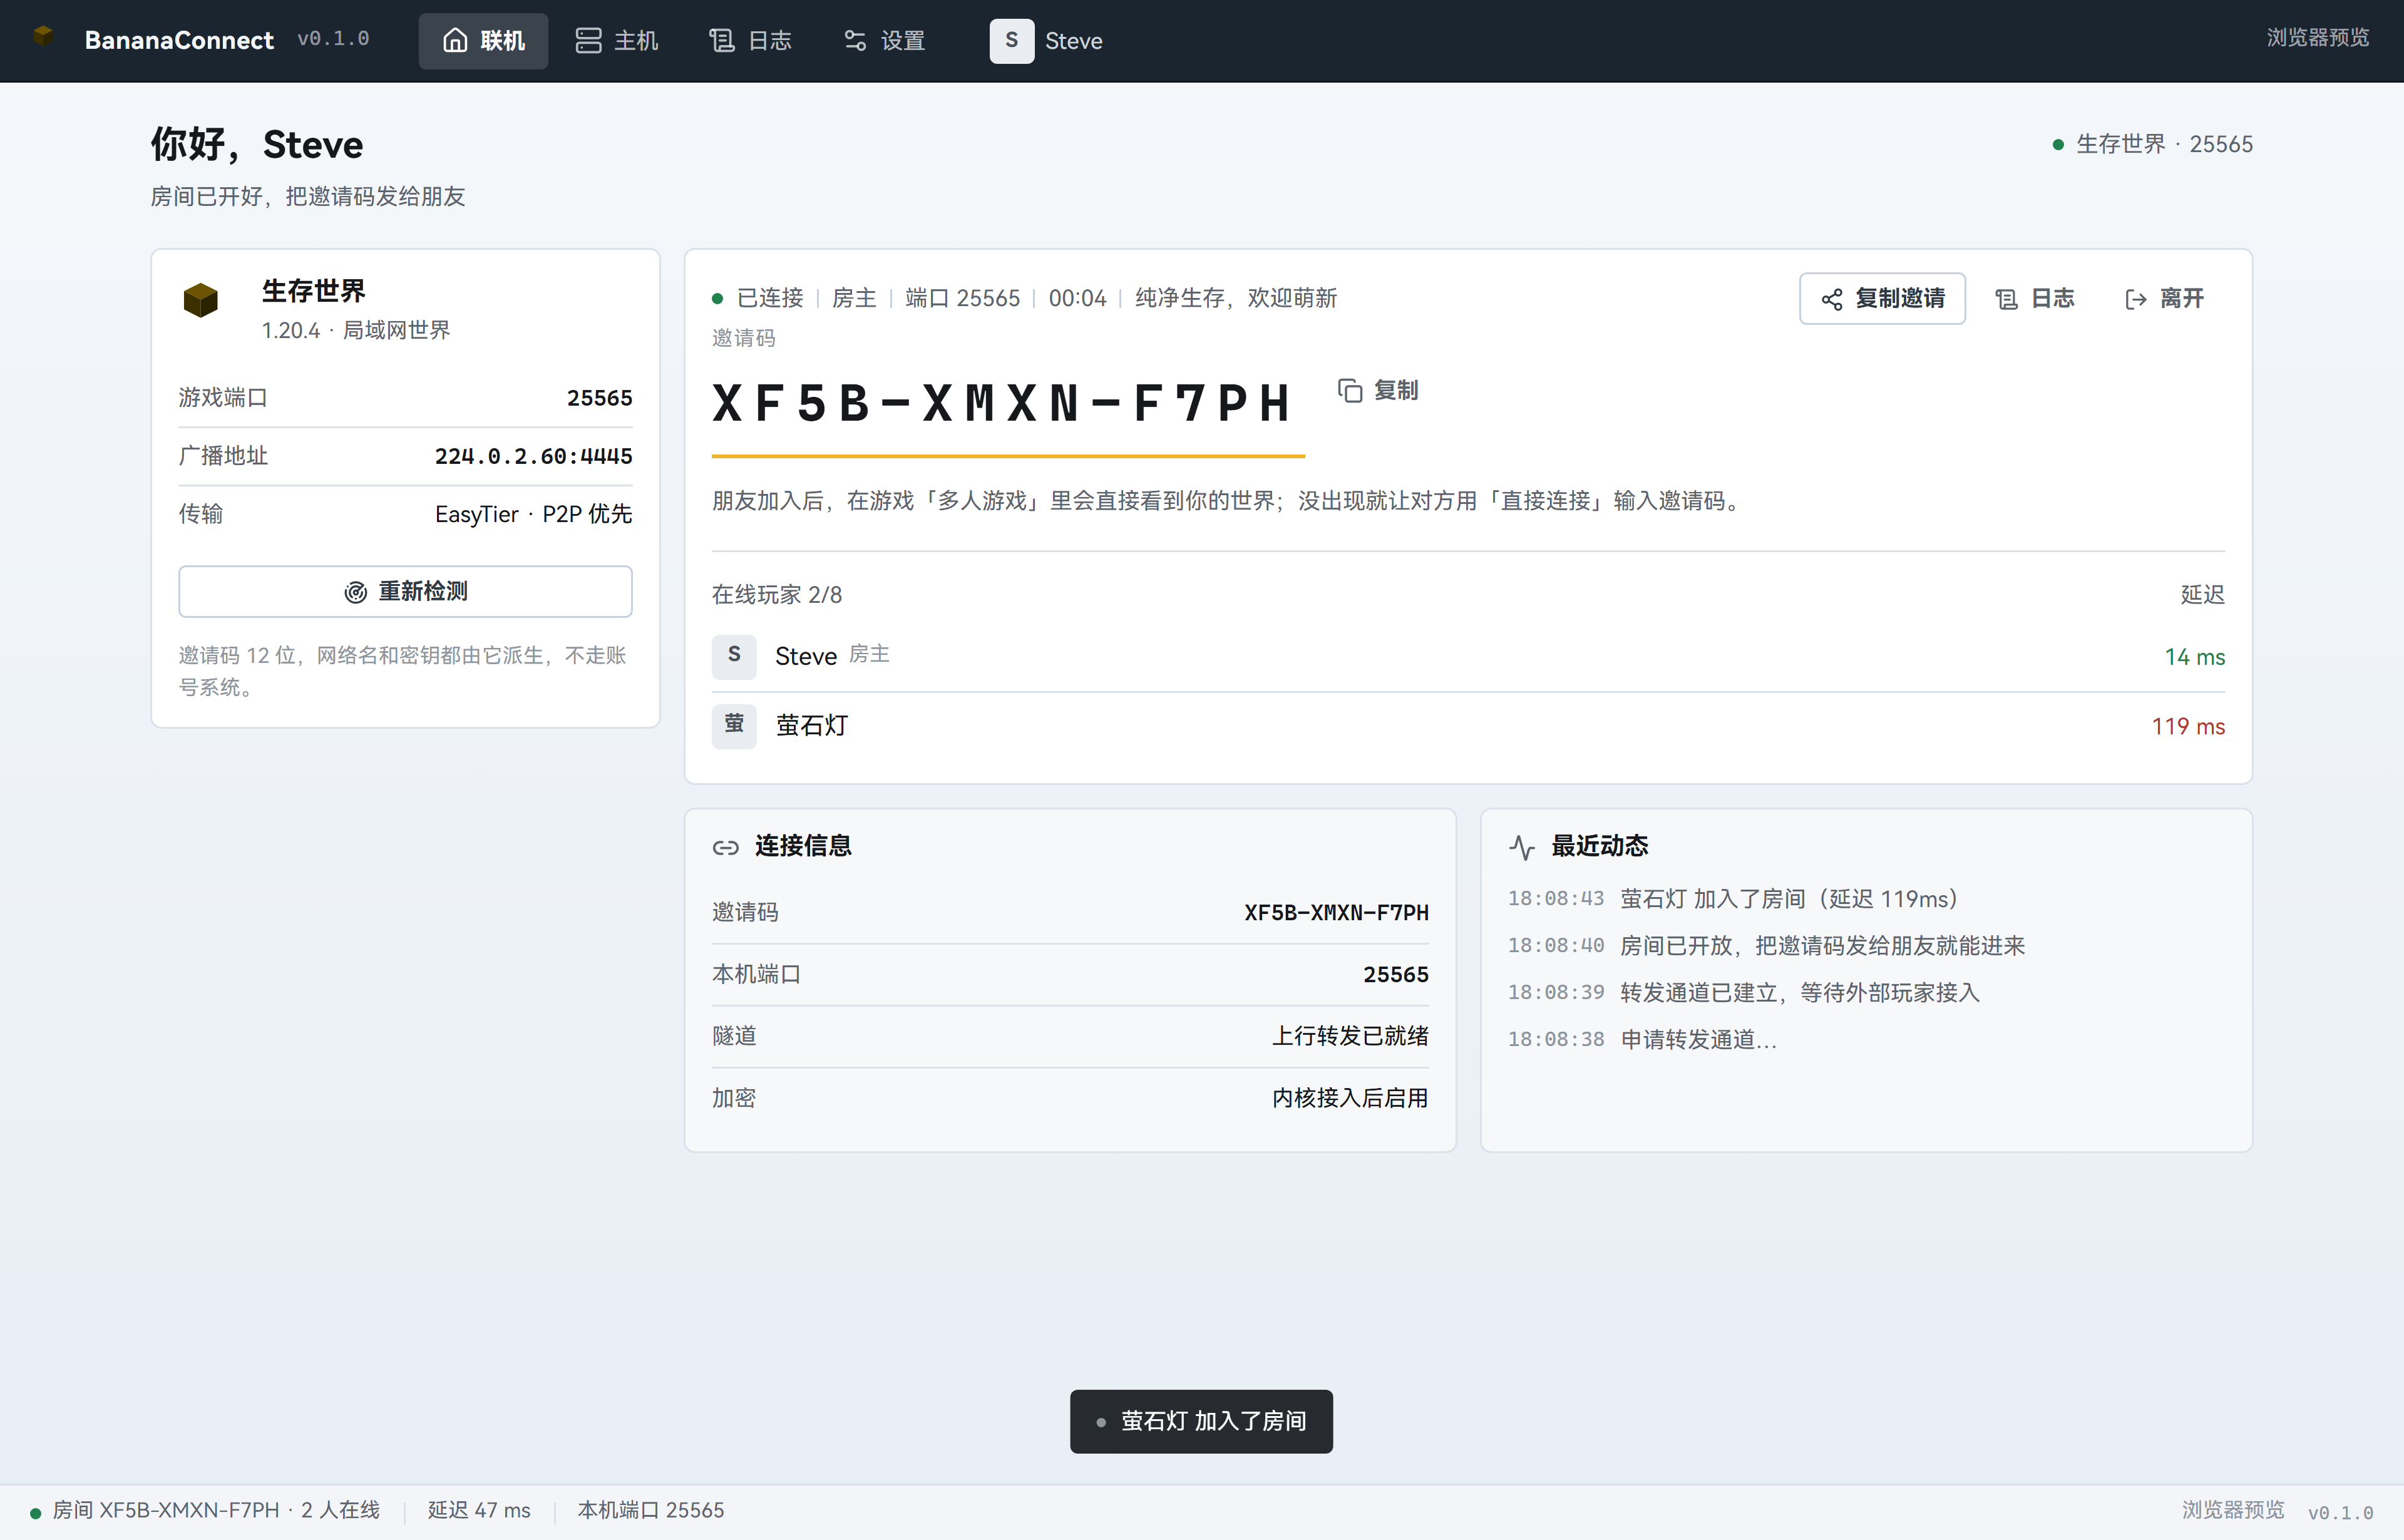 BananaConnect v0.1.0 联机 主机 日志 设置 S Steve 浏览器预览
你好，Steve
生存世界 · 25565
房间已开好，把邀请码发给朋友
生存世界
1.20.4 · 局域网世界
游戏端口 25565
广播地址 224.0.2.60:4445
传输 EasyTier · P2P 优先
重新检测
邀请码 12 位，网络名和密钥都由它派生，不走账
号系统。
已连接 | 房主 | 端口 25565 | 00:04 | 纯净生存，欢迎萌新
复制邀请 日志 离开
邀请码
XF5B-XMXN-F7PH 复制
朋友加入后，在游戏「多人游戏」里会直接看到你的世界；没出现就让对方用「直接连接」输入邀请码。
在线玩家 2/8 延迟
S Steve 房主 14 ms
萤 萤石灯 119 ms
连接信息
邀请码 XF5B-XMXN-F7PH
本机端口 25565
隧道 上行转发已就绪
加密 内核接入后启用
最近动态
18:08:43 萤石灯 加入了房间（延迟 119ms）
18:08:40 房间已开放，把邀请码发给朋友就能进来
18:08:39 转发通道已建立，等待外部玩家接入
18:08:38 申请转发通道…
萤石灯 加入了房间
房间 XF5B-XMXN-F7PH · 2 人在线 | 延迟 47 ms | 本机端口 25565 浏览器预览 v0.1.0